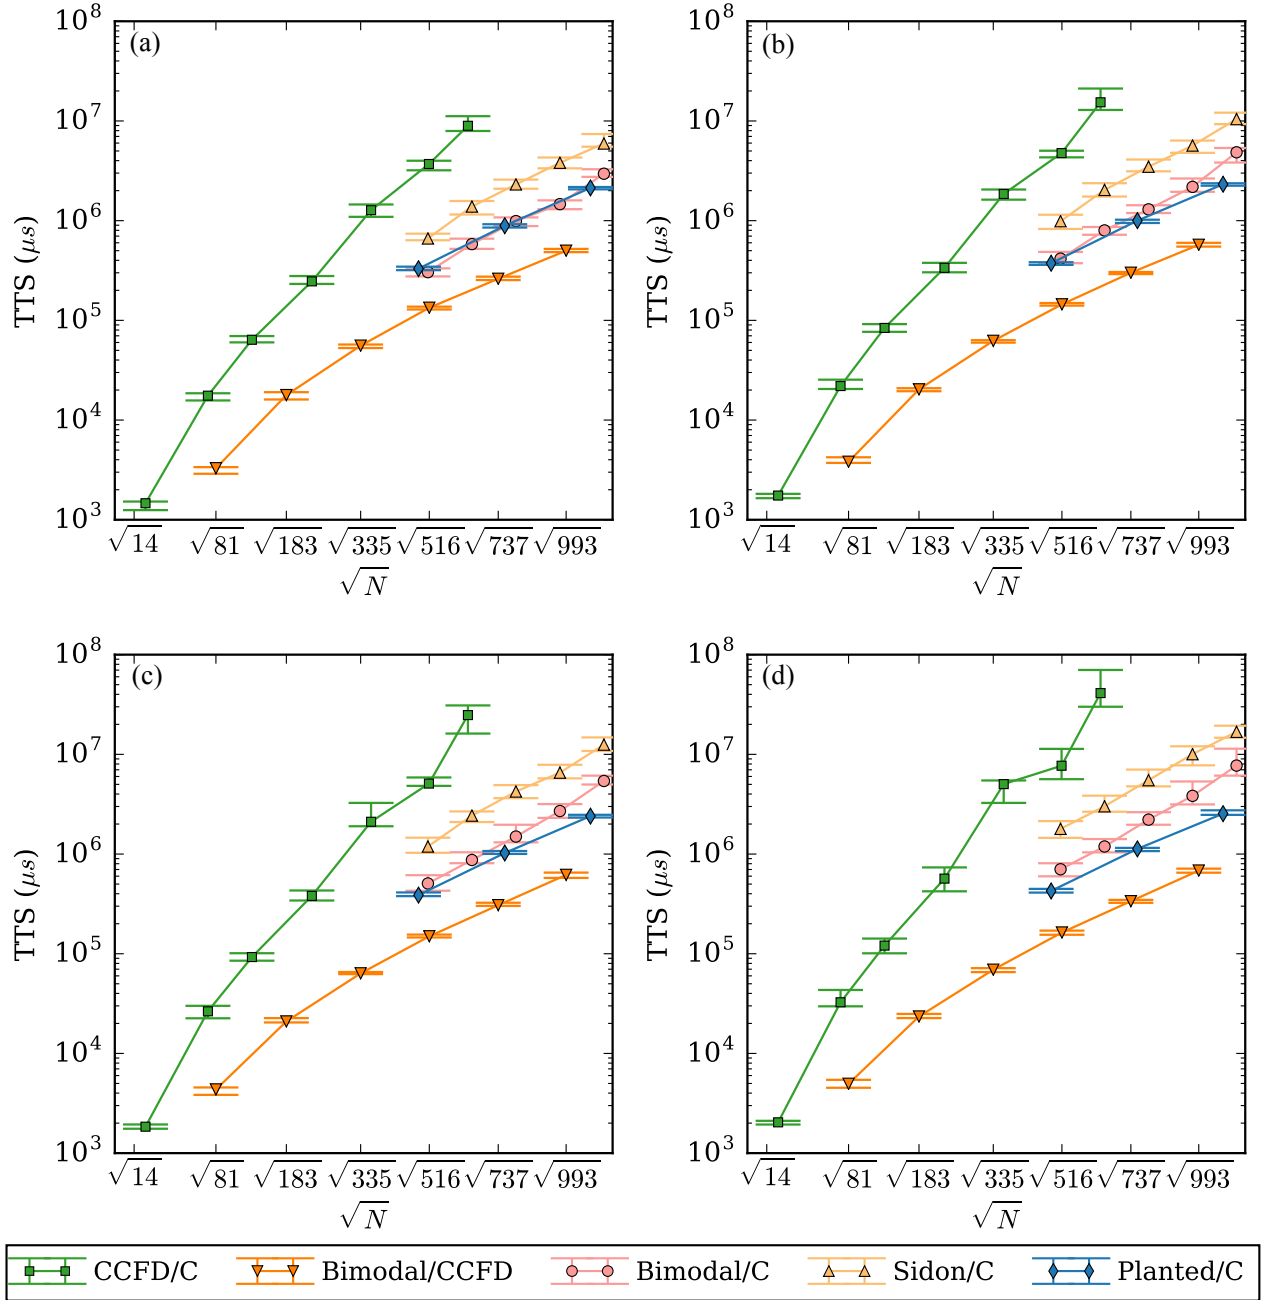 (a)
10^8
10^7
10^6
10^5
10^4
10^3
TTS (μs)
√14 √81 √183 √335 √516 √737 √993
√N
(b)
10^8
10^7
10^6
10^5
10^4
10^3
TTS (μs)
√14 √81 √183 √335 √516 √737 √993
√N
(c)
10^8
10^7
10^6
10^5
10^4
10^3
TTS (μs)
√14 √81 √183 √335 √516 √737 √993
√N
(d)
10^8
10^7
10^6
10^5
10^4
10^3
TTS (μs)
√14 √81 √183 √335 √516 √737 √993
√N
CCFD/C Bimodal/CCFD Bimodal/C Sidon/C Planted/C